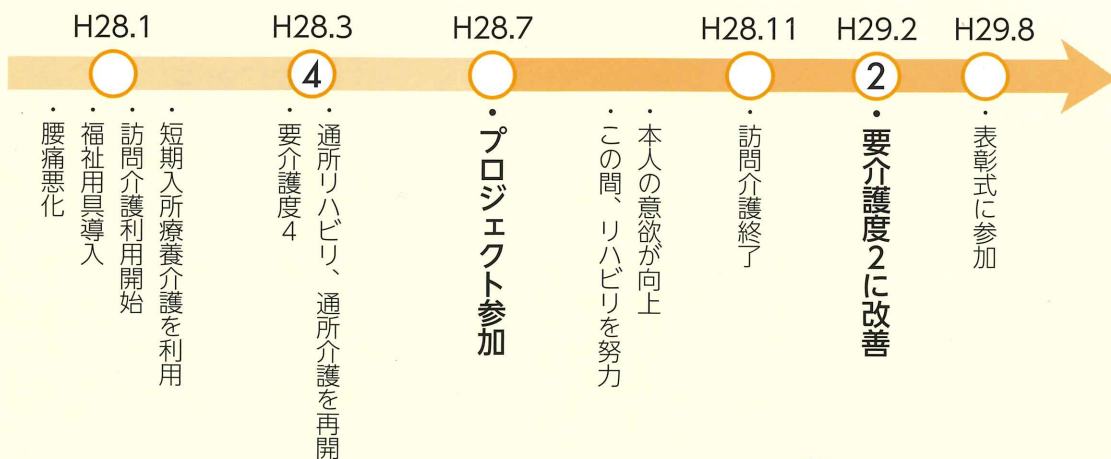 H28.1
H28.3
H28.7
H28.11
H29.2
H29.8
4
2
・短期入所療養介護を利用
・訪問介護利用開始
・福祉用具導入
・腰痛悪化
・通所リハビリ、通所介護を再開
・要介護度4
・プロジェクト参加
・本人の意欲が向上
・この間、リハビリを努力
・訪問介護終了
・要介護度2に改善
・表彰式に参加